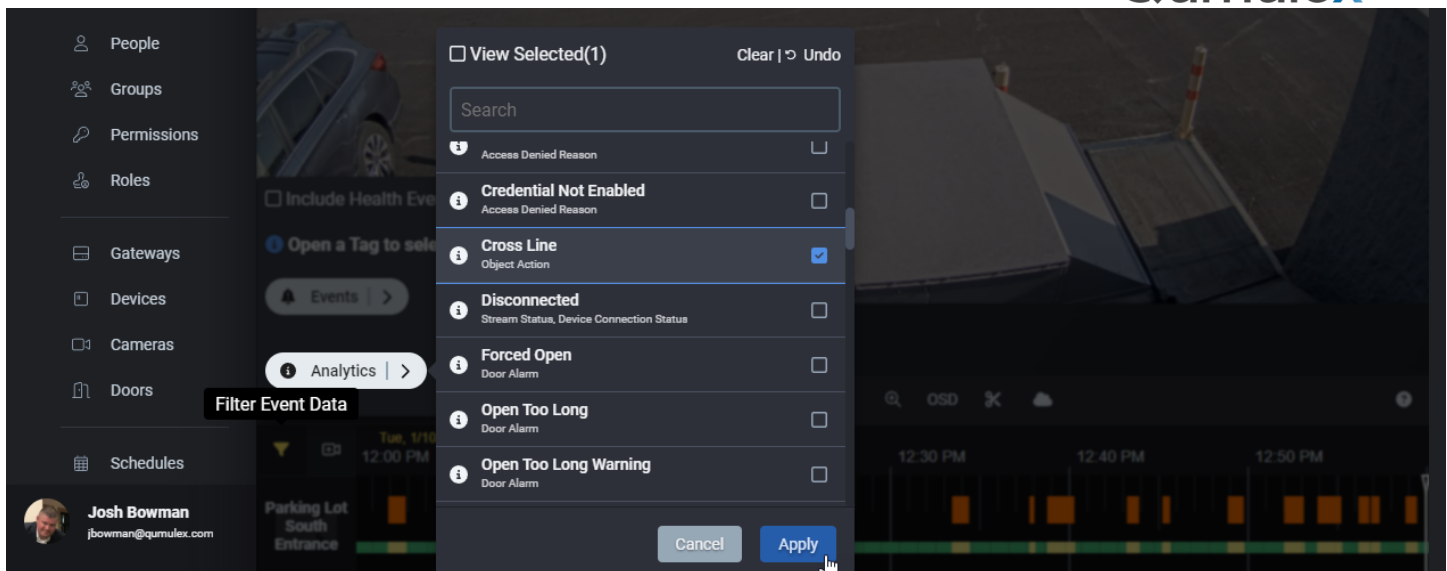 People
Groups
Permissions
Roles
Gateways
Devices
Cameras
Doors
Schedules
Josh Bowman
jbowman@qumulex.com
Include Health Eve
Open a Tag to sele
Events
Analytics
Filter Event Data
View Selected(1)
Clear | Undo
Search
Access Denied Reason
Credential Not Enabled
Access Denied Reason
Cross Line
Object Action
Disconnected
Stream Status, Device Connection Status
Forced Open
Door Alarm
Open Too Long
Door Alarm
Open Too Long Warning
Door Alarm
Cancel
Apply
OSD
Tue, 1/10
12:00 PM
12:30 PM
12:40 PM
12:50 PM
Parking Lot
South
Entrance